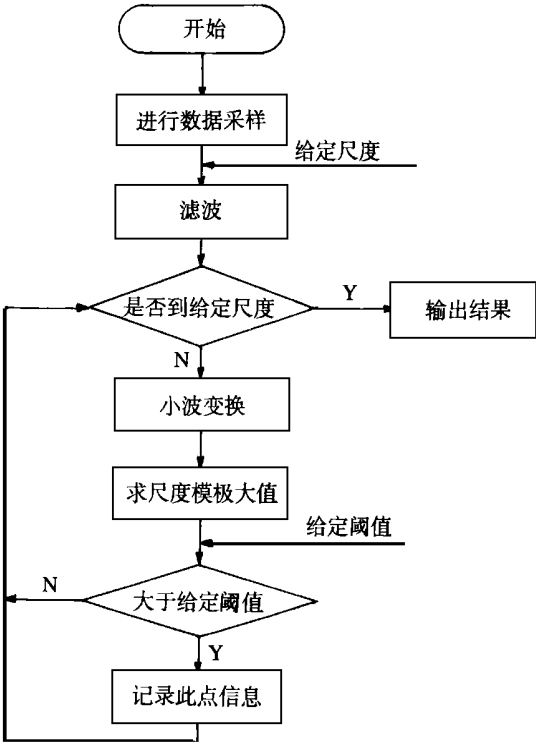 开始
进行数据采样
给定尺度
滤波
是否到给定尺度
Y
输出结果
N
小波变换
求尺度模极大值
给定阈值
N
大于给定阈值
Y
记录此点信息